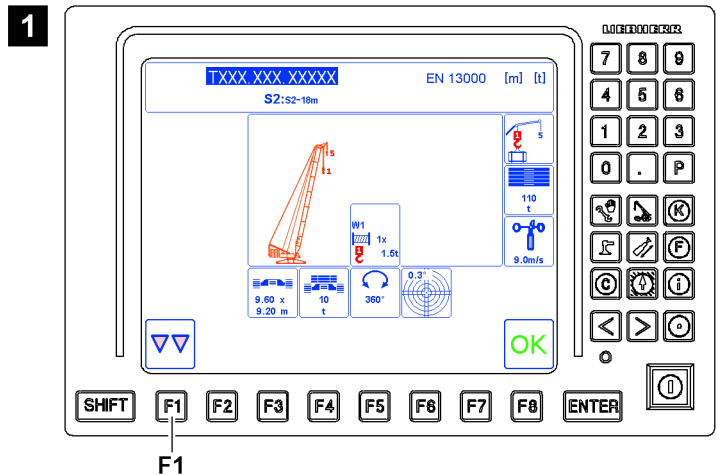 1
LIEBHERR
TXXX. XXX. XXXXX EN 13000 [m] [t]
S2:S2-18m
5
1
1
5
110
t
W1
1x
1.5t
9.0m/s
9.60 x
9.20 m
10
t
360°
0.3°
OK
7 8 9
4 5 6
1 2 3
0 . P
K
F
C i
< >
SHIFT F1 F2 F3 F4 F5 F6 F7 F8 ENTER
F1